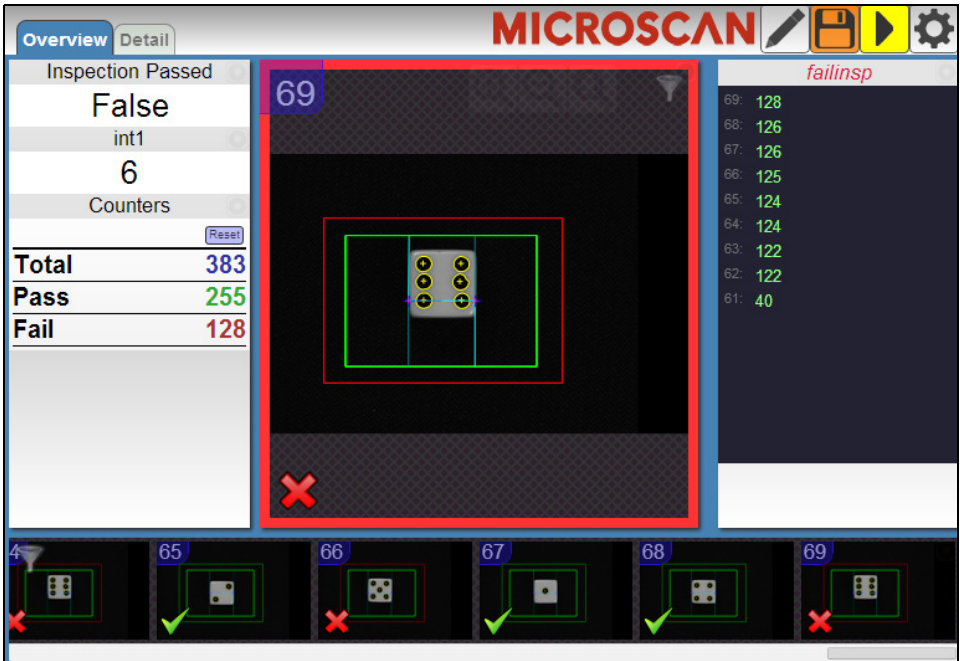 Overview Detail
MICROSCAN
Inspection Passed
False
int1
6
Counters
Reset
Total 383
Pass 255
Fail 128
69
failinsp
69: 128
68: 126
67: 126
66: 125
65: 124
64: 124
63: 122
62: 122
61: 40
4 65 66 67 68 69